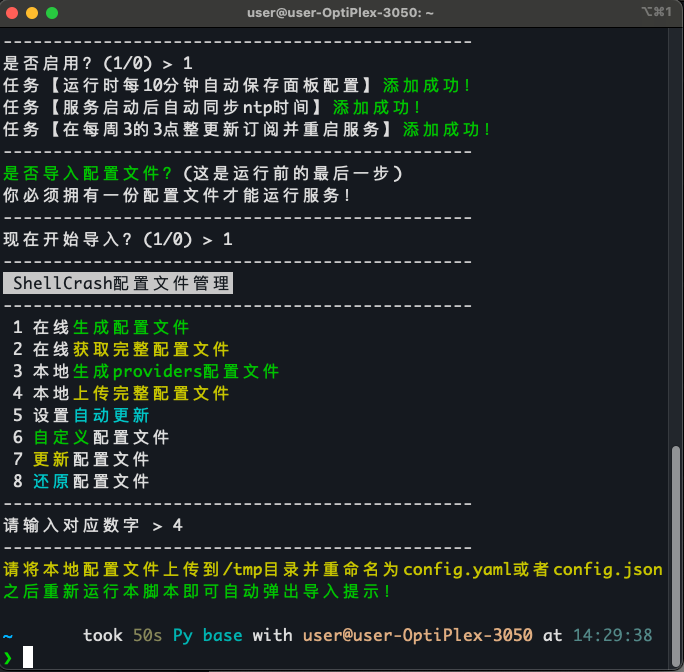 user@user-OptiPlex-3050: ~
⌥⌘1
-----------------------------------------------
是否启用？(1/0) > 1
任务【运行时每10分钟自动保存面板配置】添加成功！
任务【服务启动后自动同步ntp时间】添加成功！
任务【在每周3的3点整更新订阅并重启服务】添加成功！
-----------------------------------------------
是否导入配置文件？(这是运行前的最后一步)
你必须拥有一份配置文件才能运行服务！
-----------------------------------------------
现在开始导入？(1/0) > 1
-----------------------------------------------
ShellCrash配置文件管理
-----------------------------------------------
1 在线生成配置文件
2 在线获取完整配置文件
3 本地生成providers配置文件
4 本地上传完整配置文件
5 设置自动更新
6 自定义配置文件
7 更新配置文件
8 还原配置文件
-----------------------------------------------
请输入对应数字 > 4
-----------------------------------------------
请将本地配置文件上传到/tmp目录并重命名为config.yaml或者config.json
之后重新运行本脚本即可自动弹出导入提示！
~ took 50s Py base with user@user-OptiPlex-3050 at 14:29:38
❯